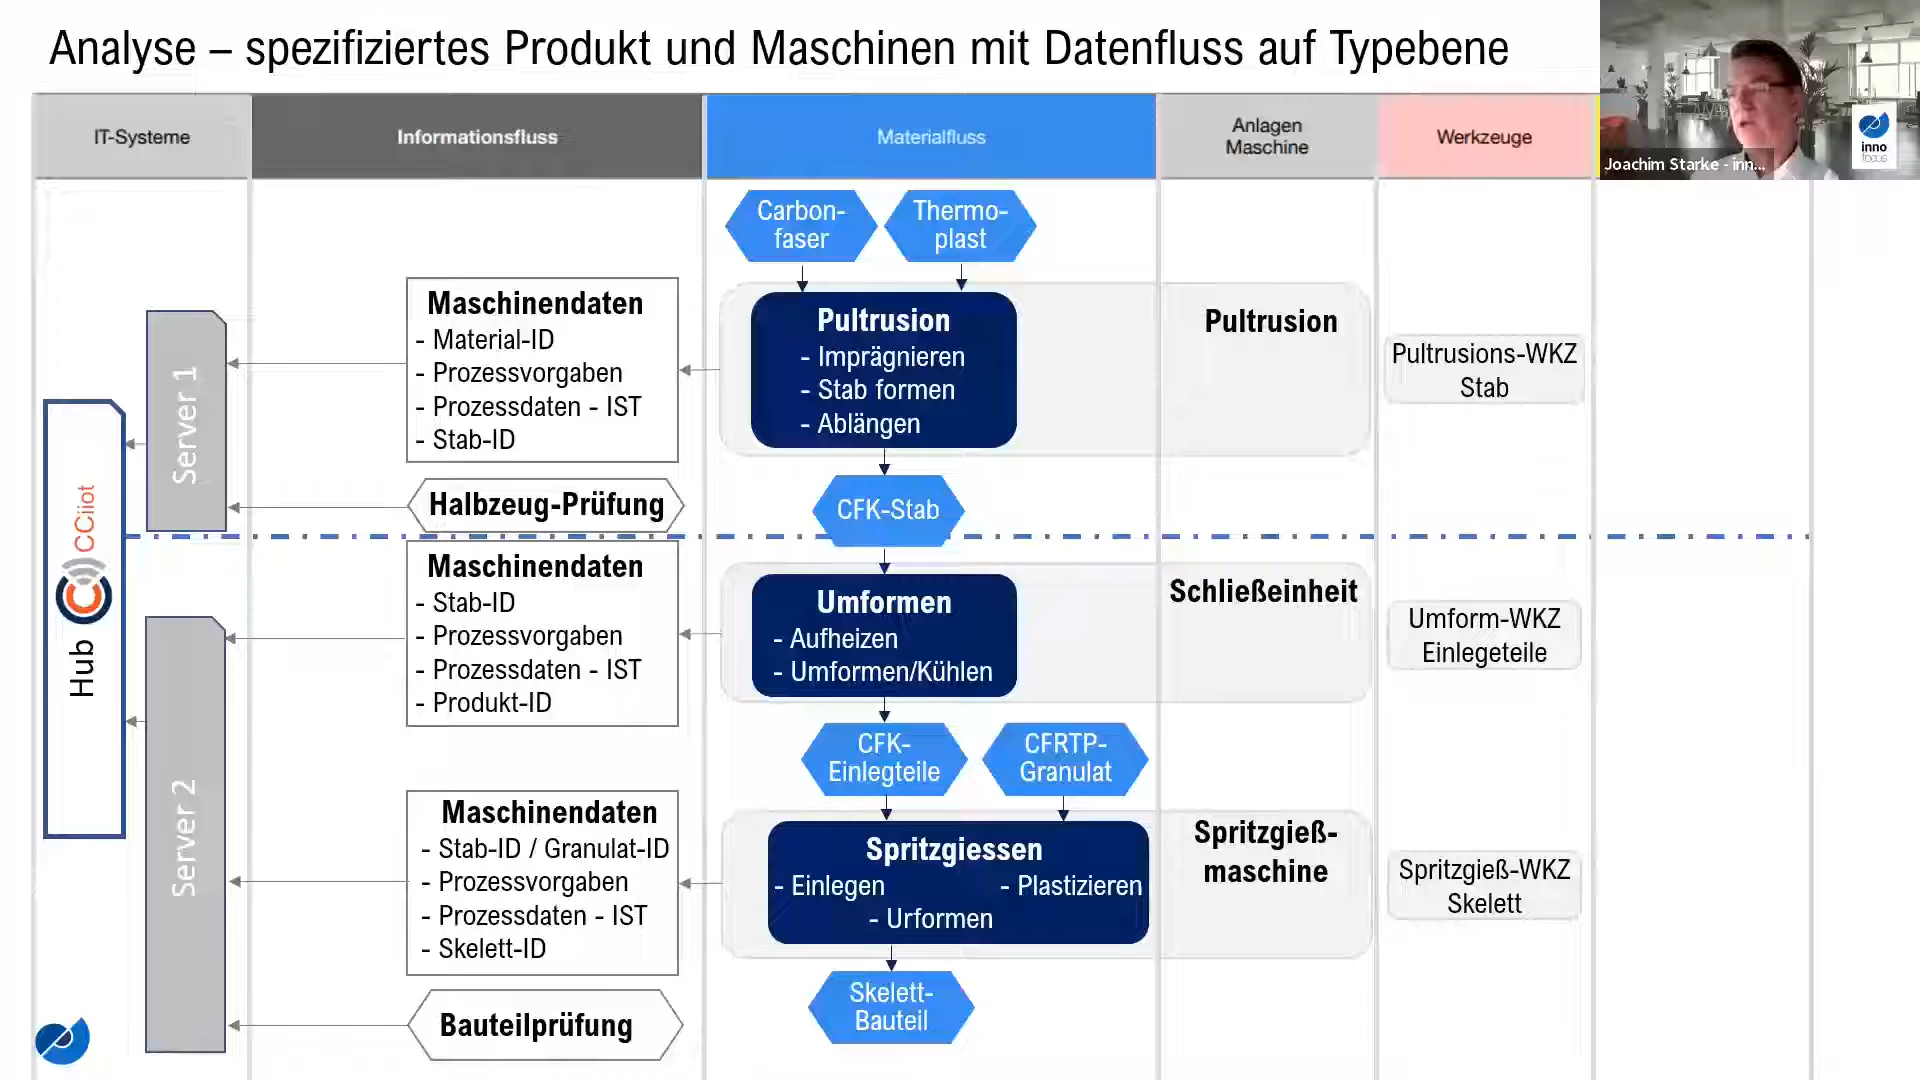 Analyse – spezifiziertes Produkt und Maschinen mit Datenfluss auf Typebene
IT-Systeme
Informationsfluss
Materialfluss
Anlagen
Maschine
Werkzeuge
Joachim Starke - inn...
inno
focus
Carbon-
faser
Thermo-
plast
Maschinendaten
- Material-ID
- Prozessvorgaben
- Prozessdaten - IST
- Stab-ID
Pultrusion
- Imprägnieren
- Stab formen
- Ablängen
Pultrusion
Pultrusions-WKZ
Stab
Server 1
Halbzeug-Prüfung
CFK-Stab
Hub
CCiiot
Maschinendaten
- Stab-ID
- Prozessvorgaben
- Prozessdaten - IST
- Produkt-ID
Umformen
- Aufheizen
- Umformen/Kühlen
Schließeinheit
Umform-WKZ
Einlegeteile
CFK-
Einlegteile
CFRTP-
Granulat
Server 2
Maschinendaten
- Stab-ID / Granulat-ID
- Prozessvorgaben
- Prozessdaten - IST
- Skelett-ID
Spritzgiessen
- Einlegen
- Plastizieren
- Urformen
Spritzgieß-
maschine
Spritzgieß-WKZ
Skelett
Skelett-
Bauteil
Bauteilprüfung